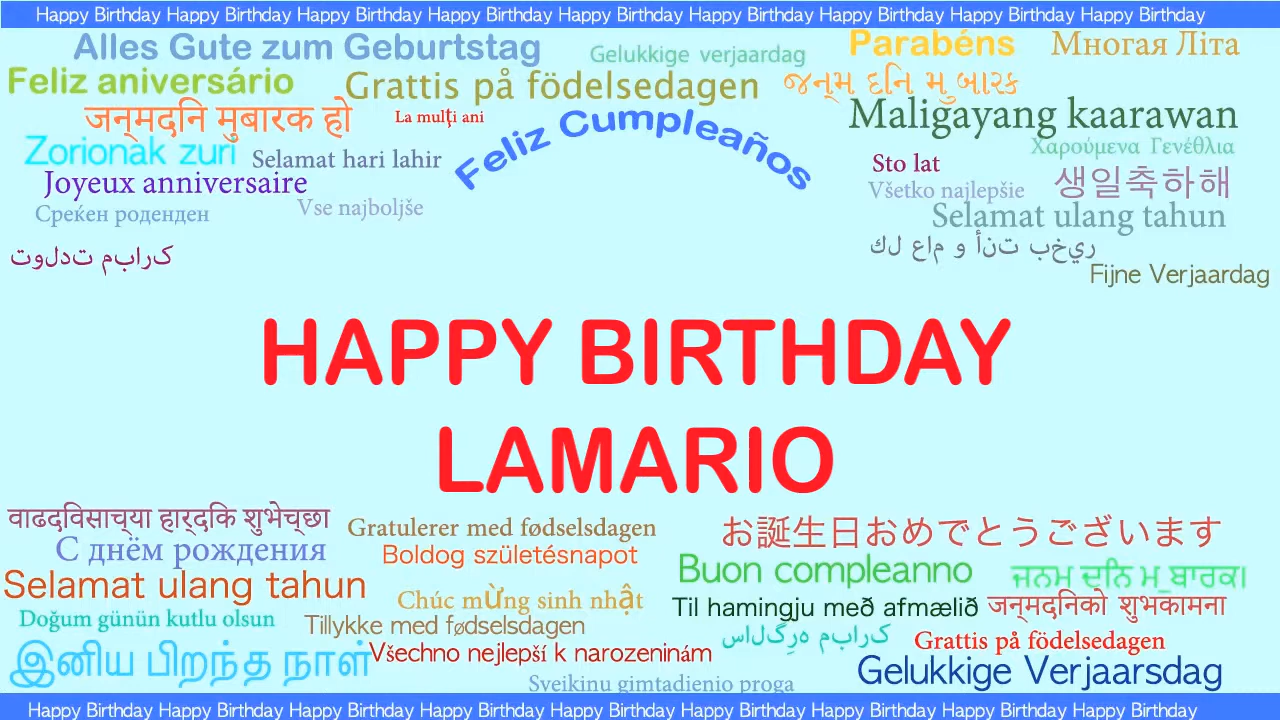 Happy Birthday Happy Birthday Happy Birthday Happy Birthday Happy Birthday Happy Birthday Happy Birthday Happy Birthday Happy Birthday
Alles Gute zum Geburtstag
Gelukkige verjaardag
Parabéns
Многая Літа
Feliz aniversário
Grattis på födelsedagen
જન્મ દિન મુબારક
जन्मदिन मुबारक हो
La mulţi ani
Feliz Cumpleaños
Maligayang kaarawan
Zorionak zuri
Selamat hari lahir
Χαρούμενα Γενέθλια
Sto lat
Joyeux anniversaire
Všetko najlepšie
생일축하해
Среќен роденден
Vse najboljše
Selamat ulang tahun
تولدت مبارک
كل عام و أنت بخير
Fijne Verjaardag
HAPPY BIRTHDAY
LAMARIO
वाढदिवसाच्या हार्दिक शुभेच्छा
Gratulerer med fødselsdagen
お誕生日おめでとうございます
С днём рождения
Boldog születésnapot
Buon compleanno
ਜਨਮ ਦਿਨ ਮੁਬਾਰਕ।
Selamat ulang tahun
Chúc mừng sinh nhật
Til hamingju með afmælið
जन्मदिनको शुभकामना
Doğum günün kutlu olsun
Tillykke med fødselsdagen
سالگرہ مبارک
Grattis på födelsedagen
இனிய பிறந்த நாள்
Všechno nejlepší k narozeninám
Gelukkige Verjaarsdag
Sveikinu gimtadienio proga
Happy Birthday Happy Birthday Happy Birthday Happy Birthday Happy Birthday Happy Birthday Happy Birthday Happy Birthday Happy Birthday